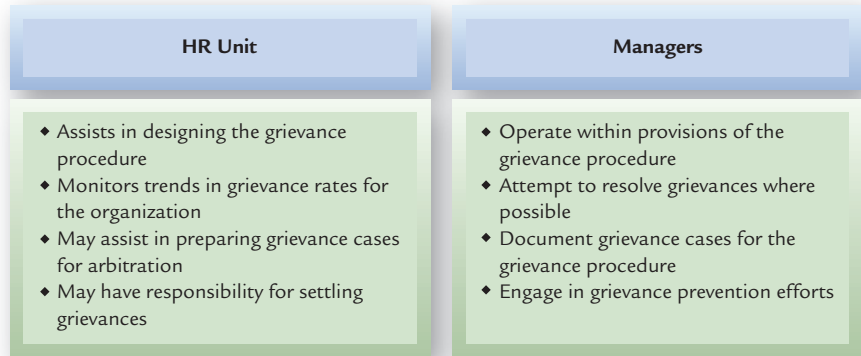 HR Unit
◆ Assists in designing the grievance
procedure
◆ Monitors trends in grievance rates for
the organization
◆ May assist in preparing grievance cases
for arbitration
◆ May have responsibility for settling
grievances
Managers
◆ Operate within provisions of the
grievance procedure
◆ Attempt to resolve grievances where
possible
◆ Document grievance cases for the
grievance procedure
◆ Engage in grievance prevention efforts